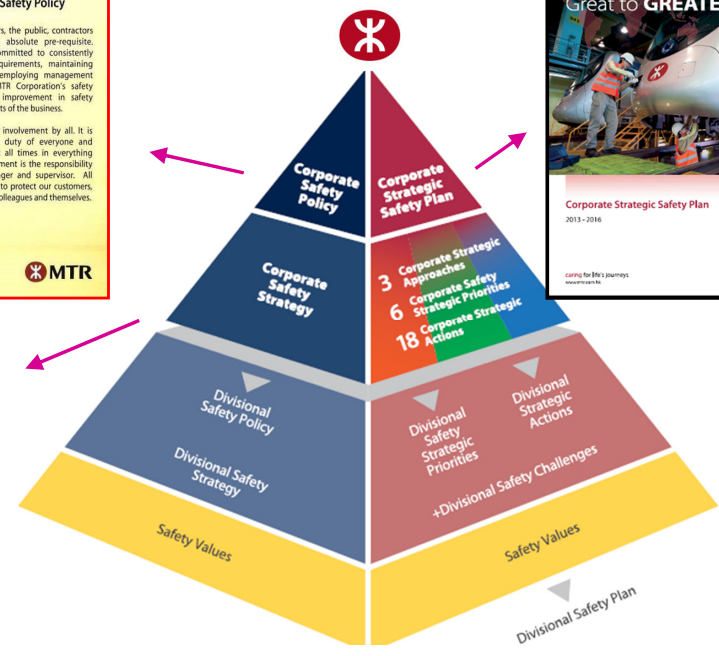 Safety Policy
rs, the public, contractors
absolute pre-requisite.
mmitted to consistently
quirements, maintaining
employing management
MTR Corporation's safety
improvement in safety
ts of the business.
involvement by all. It is
duty of everyone and
all times in everything
ment is the responsibility
ger and supervisor. All
to protect our customers,
olleagues and themselves.
MTR
Great to GREATE
Corporate Strategic Safety Plan
2013 - 2016
caring for life's journeys
Corporate
Safety
Policy
Corporate
Strategic
Safety Plan
Corporate
Safety
Strategy
3 Corporate Strategic
Approaches
6 Corporate Safety
Strategic Priorities
18 Corporate Strategic
Actions
Divisional
Safety Policy
Divisional Safety
Strategy
Divisional
Safety
Strategic
Priorities
Divisional
Strategic
Actions
+Divisional Safety Challenges
Safety Values
Safety Values
Divisional Safety Plan